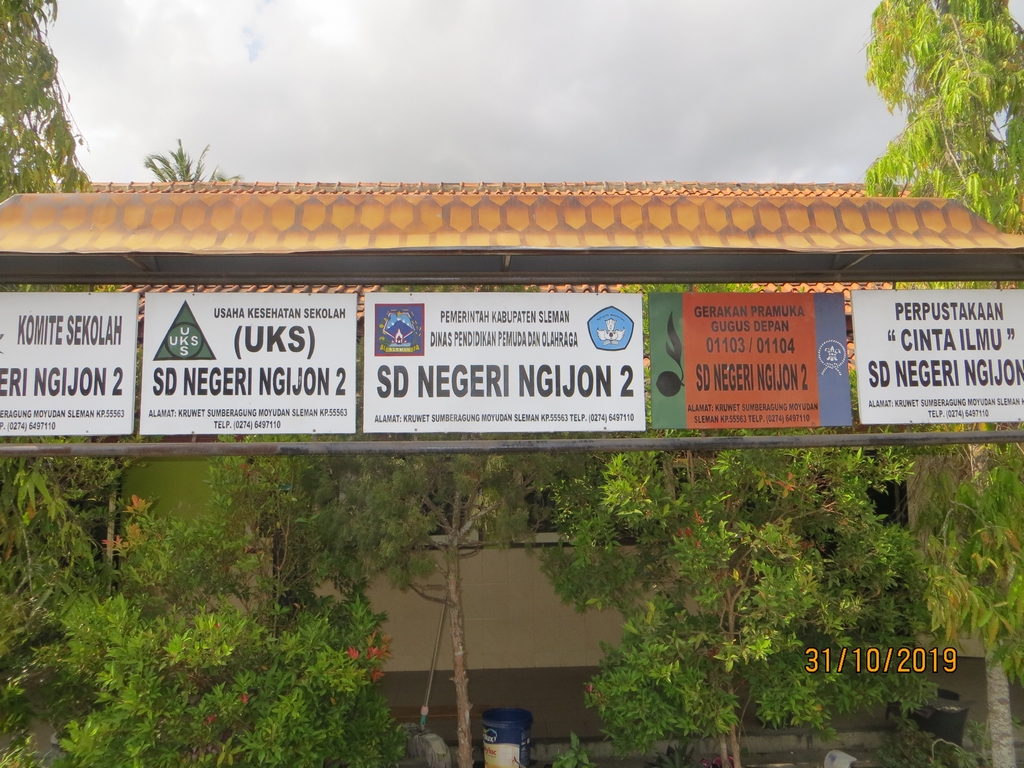 KOMITE SEKOLAH
ERI NGIJON 2
AGUNG MOYUDAN SLEMAN KP.55563
TELP. (0274) 6497110
UKS
USAHA KESEHATAN SEKOLAH
(UKS)
SD NEGERI NGIJON 2
ALAMAT: KRUWET SUMBERAGUNG MOYUDAN SLEMAN KP.55563
TELP. (0274) 6497110
PEMERINTAH KABUPATEN SLEMAN
DINAS PENDIDIKAN PEMUDA DAN OLAHRAGA
SD NEGERI NGIJON 2
ALAMAT: KRUWET SUMBERAGUNG MOYUDAN SLEMAN KP.55563 TELP. (0274) 6497110
GERAKAN PRAMUKA
GUGUS DEPAN
01103 / 01104
SD NEGERI NGIJON 2
ALAMAT: KRUWET SUMBERAGUNG MOYUDAN
SLEMAN KP.55563 TELP. (0274) 6497110
PERPUSTAKAAN
“ CINTA ILMU ”
SD NEGERI NGIJON
ALAMAT: KRUWET SUMBERAGUNG MOYUDAN SLEMAN KP.55563
TELP. (0274) 6497110
31/10/2019